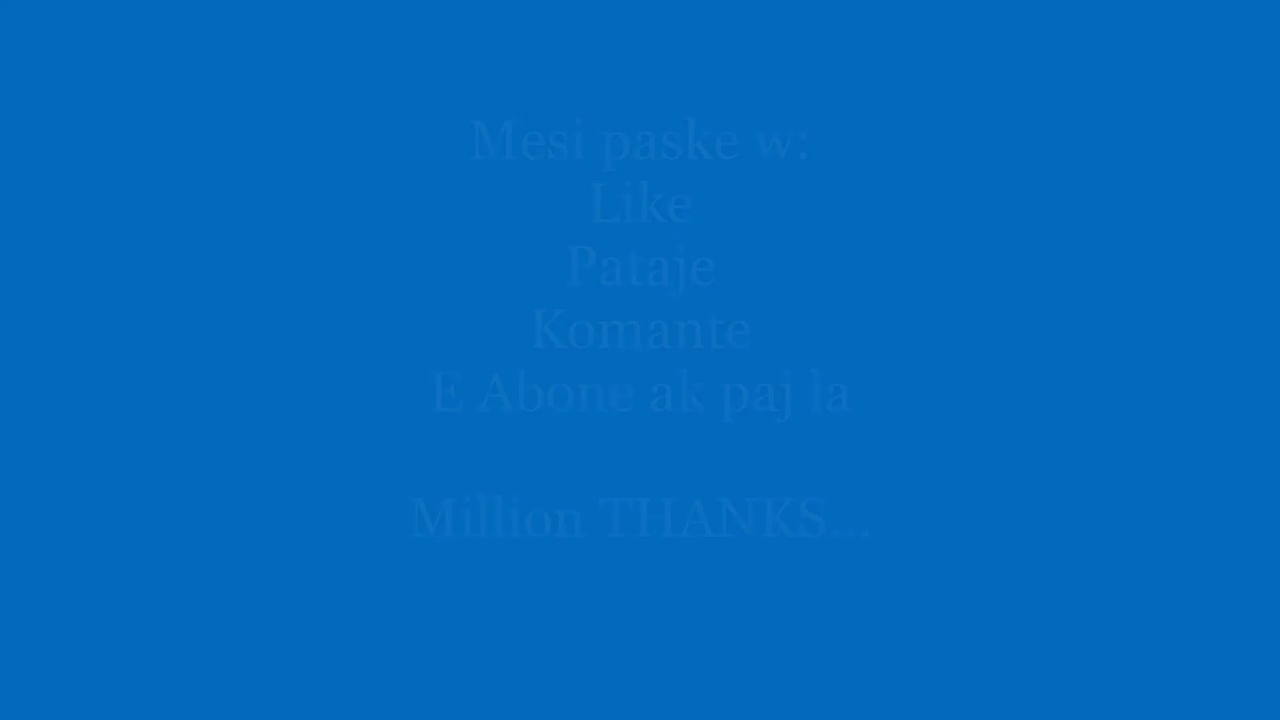 Mesi paske w:
Like
Pataje
Komante
E Abone ak paj la
Million THANKS...